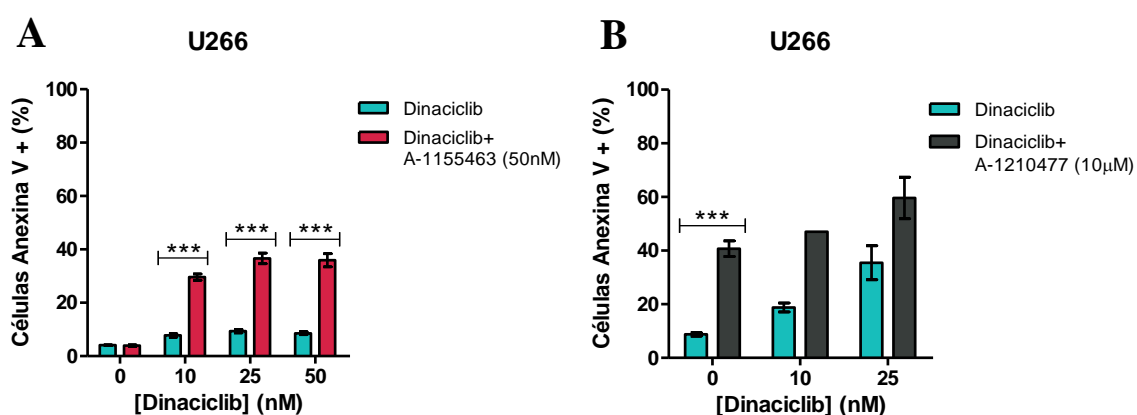 A
U266
Células Anexina V + (%)
100
80
60
40
20
0
***
***
***
0
10
25
50
[Dinaciclib] (nM)
Dinaciclib
Dinaciclib+
A-1155463 (50nM)
B
U266
Células Anexina V + (%)
100
80
60
40
20
0
***
0
10
25
[Dinaciclib] (nM)
Dinaciclib
Dinaciclib+
A-1210477 (10μM)